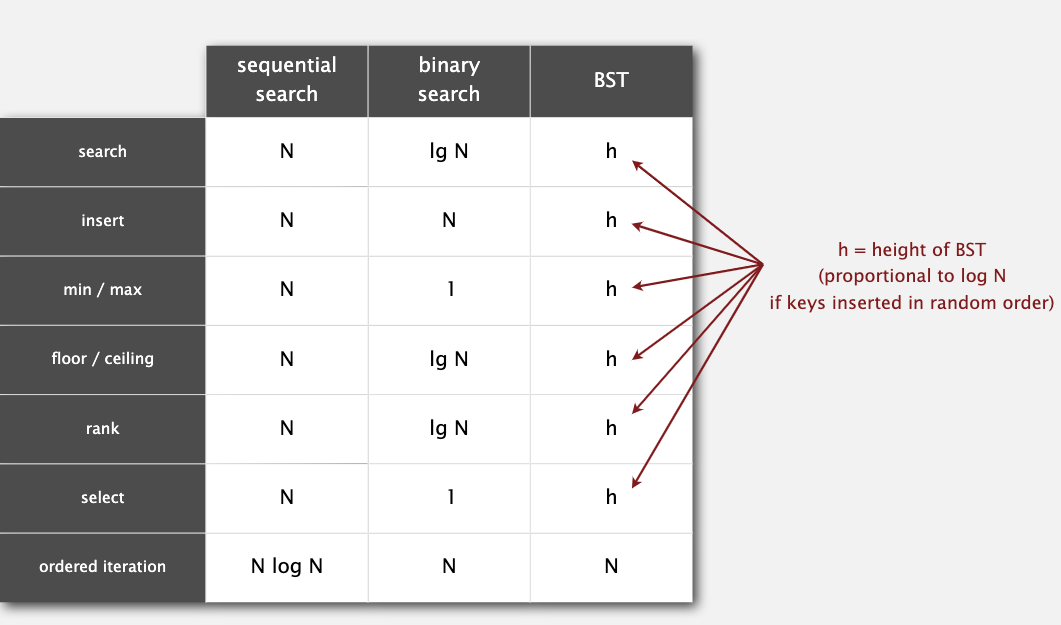 sequential
search
binary
search
BST
search
N
lg N
h
insert
N
N
h
min / max
N
1
h
floor / ceiling
N
lg N
h
rank
N
lg N
h
select
N
1
h
ordered iteration
N log N
N
N
h = height of BST
(proportional to log N
if keys inserted in random order)